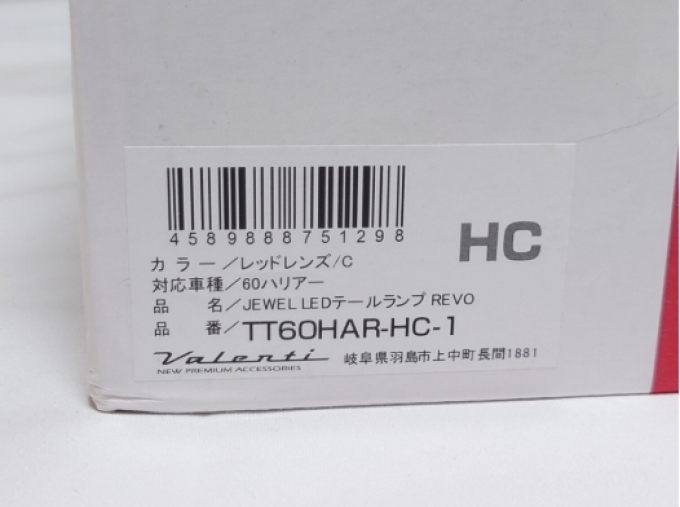 4589888751298
HC
カラー／レッドレンズ/C
対応車種／60ハリアー
品 名／JEWEL LEDテールランプ REVO
品 番／TT60HAR-HC-1
Valenti
NEW PREMIUM ACCESSORIES
岐阜県羽島市上中町長間1881